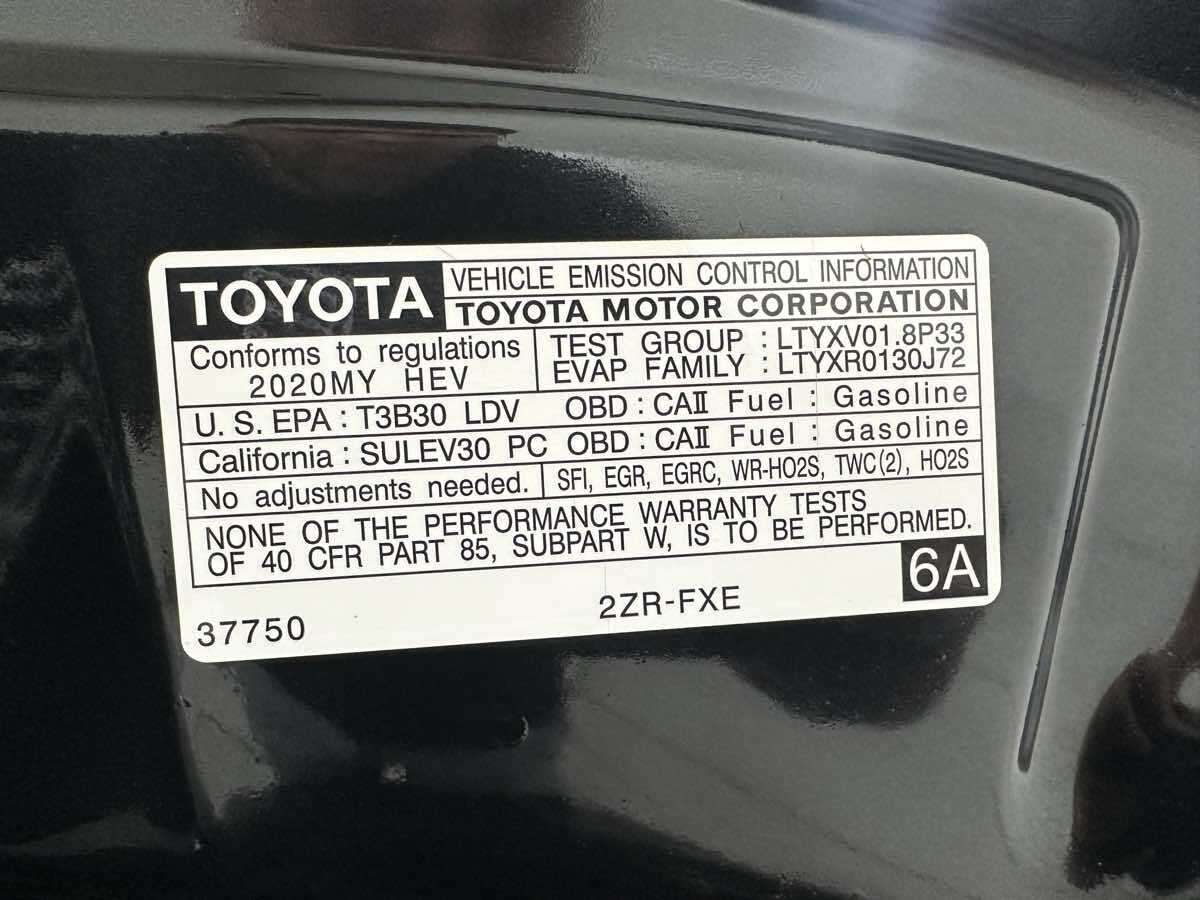 TOYOTA
VEHICLE EMISSION CONTROL INFORMATION
TOYOTA MOTOR CORPORATION
Conforms to regulations
2020MY HEV
TEST GROUP : LTYXV01.8P33
EVAP FAMILY : LTYXR0130J72
U. S. EPA : T3B30 LDV OBD : CAⅡ Fuel : Gasoline
California : SULEV30 PC OBD : CAⅡ Fuel : Gasoline
No adjustments needed.
SFI, EGR, EGRC, WR-HO2S, TWC(2), HO2S
NONE OF THE PERFORMANCE WARRANTY TESTS
OF 40 CFR PART 85, SUBPART W, IS TO BE PERFORMED.
6A
37750
2ZR-FXE